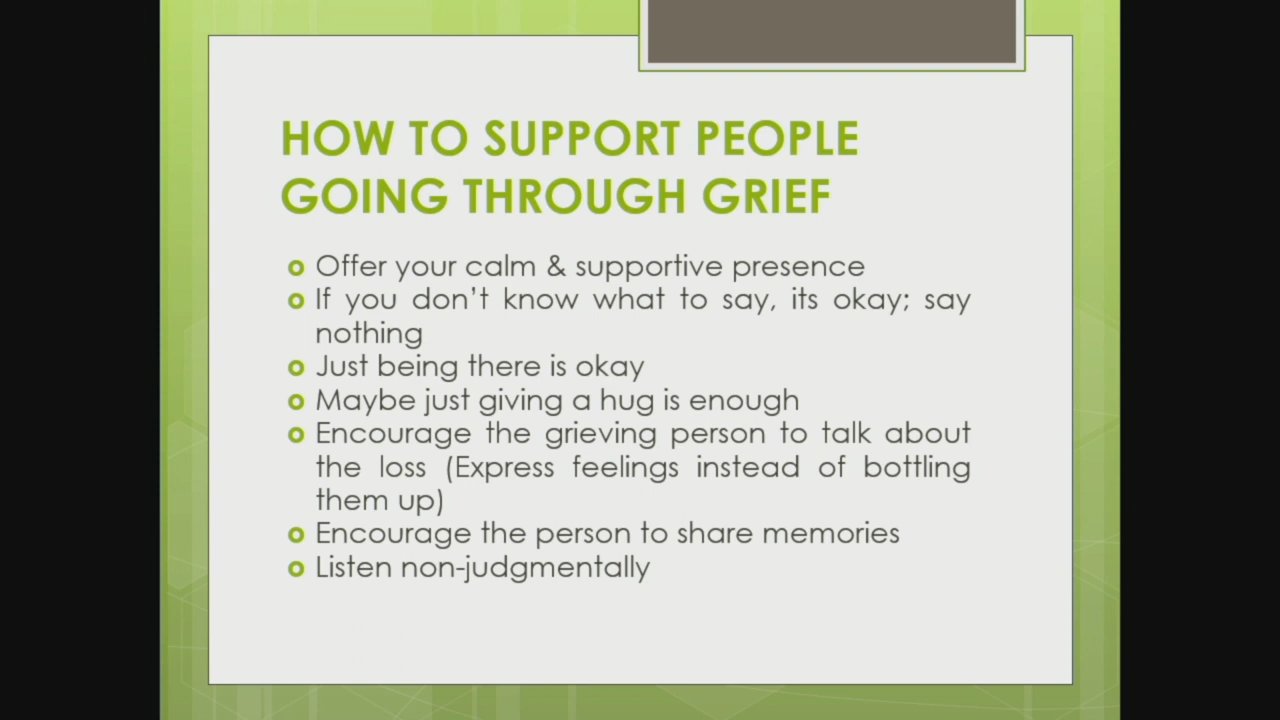 HOW TO SUPPORT PEOPLE
GOING THROUGH GRIEF
Offer your calm & supportive presence
If you don't know what to say, its okay; say
nothing
Just being there is okay
Maybe just giving a hug is enough
Encourage the grieving person to talk about
the loss (Express feelings instead of bottling
them up)
Encourage the person to share memories
Listen non-judgmentally